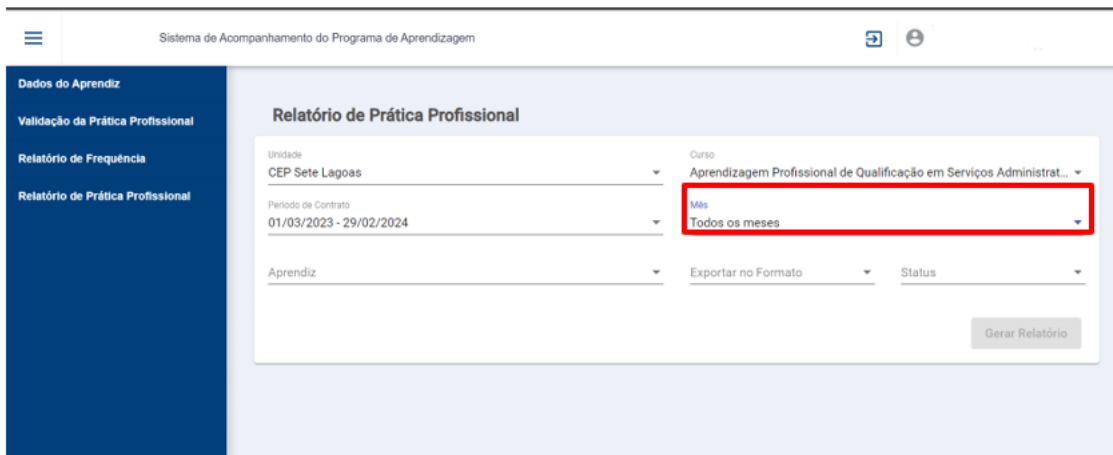 Sistema de Acompanhamento do Programa de Aprendizagem
Dados do Aprendiz
Validação da Prática Profissional
Relatório de Frequência
Relatório de Prática Profissional
Relatório de Prática Profissional
Unidade
CEP Sete Lagoas
Curso
Aprendizagem Profissional de Qualificação em Serviços Administrat...
Periodo de Contrato
01/03/2023 - 29/02/2024
Mês
Todos os meses
Aprendiz
Exportar no Formato
Status
Gerar Relatório